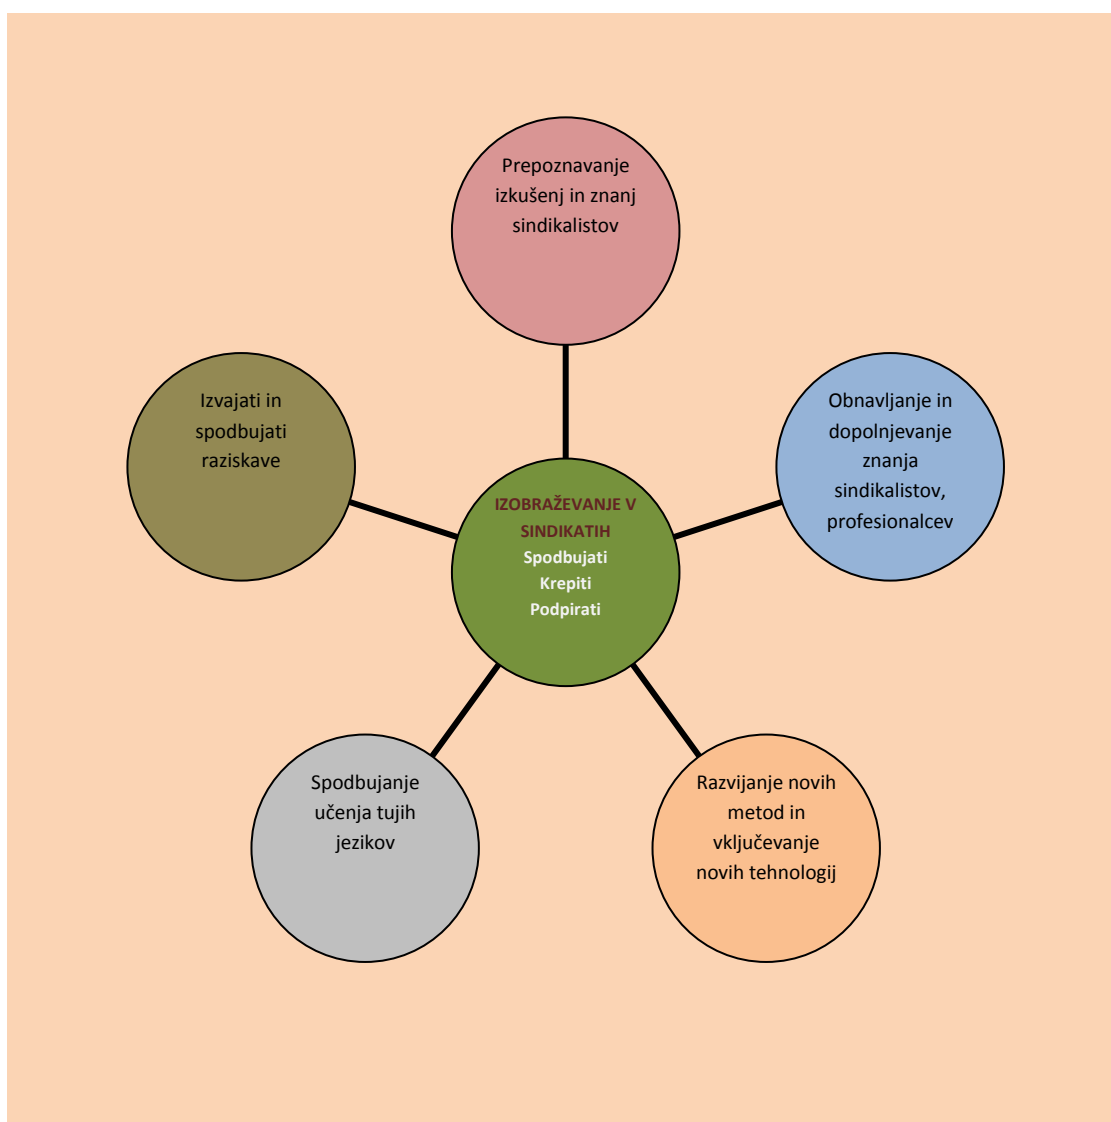 Prepoznavanje
izkušenj in znanj
sindikalistov
Izvajati in
spodbujati
raziskave
Obnavljanje in
dopolnjevanje
znanja
sindikalistov,
profesionalcev
IZOBRAŽEVANJE V
SINDIKATIH
Spodbujati
Krepiti
Podpirati
Spodbujanje
učenja tujih
jezikov
Razvijanje novih
metod in
vključevanje
novih tehnologij